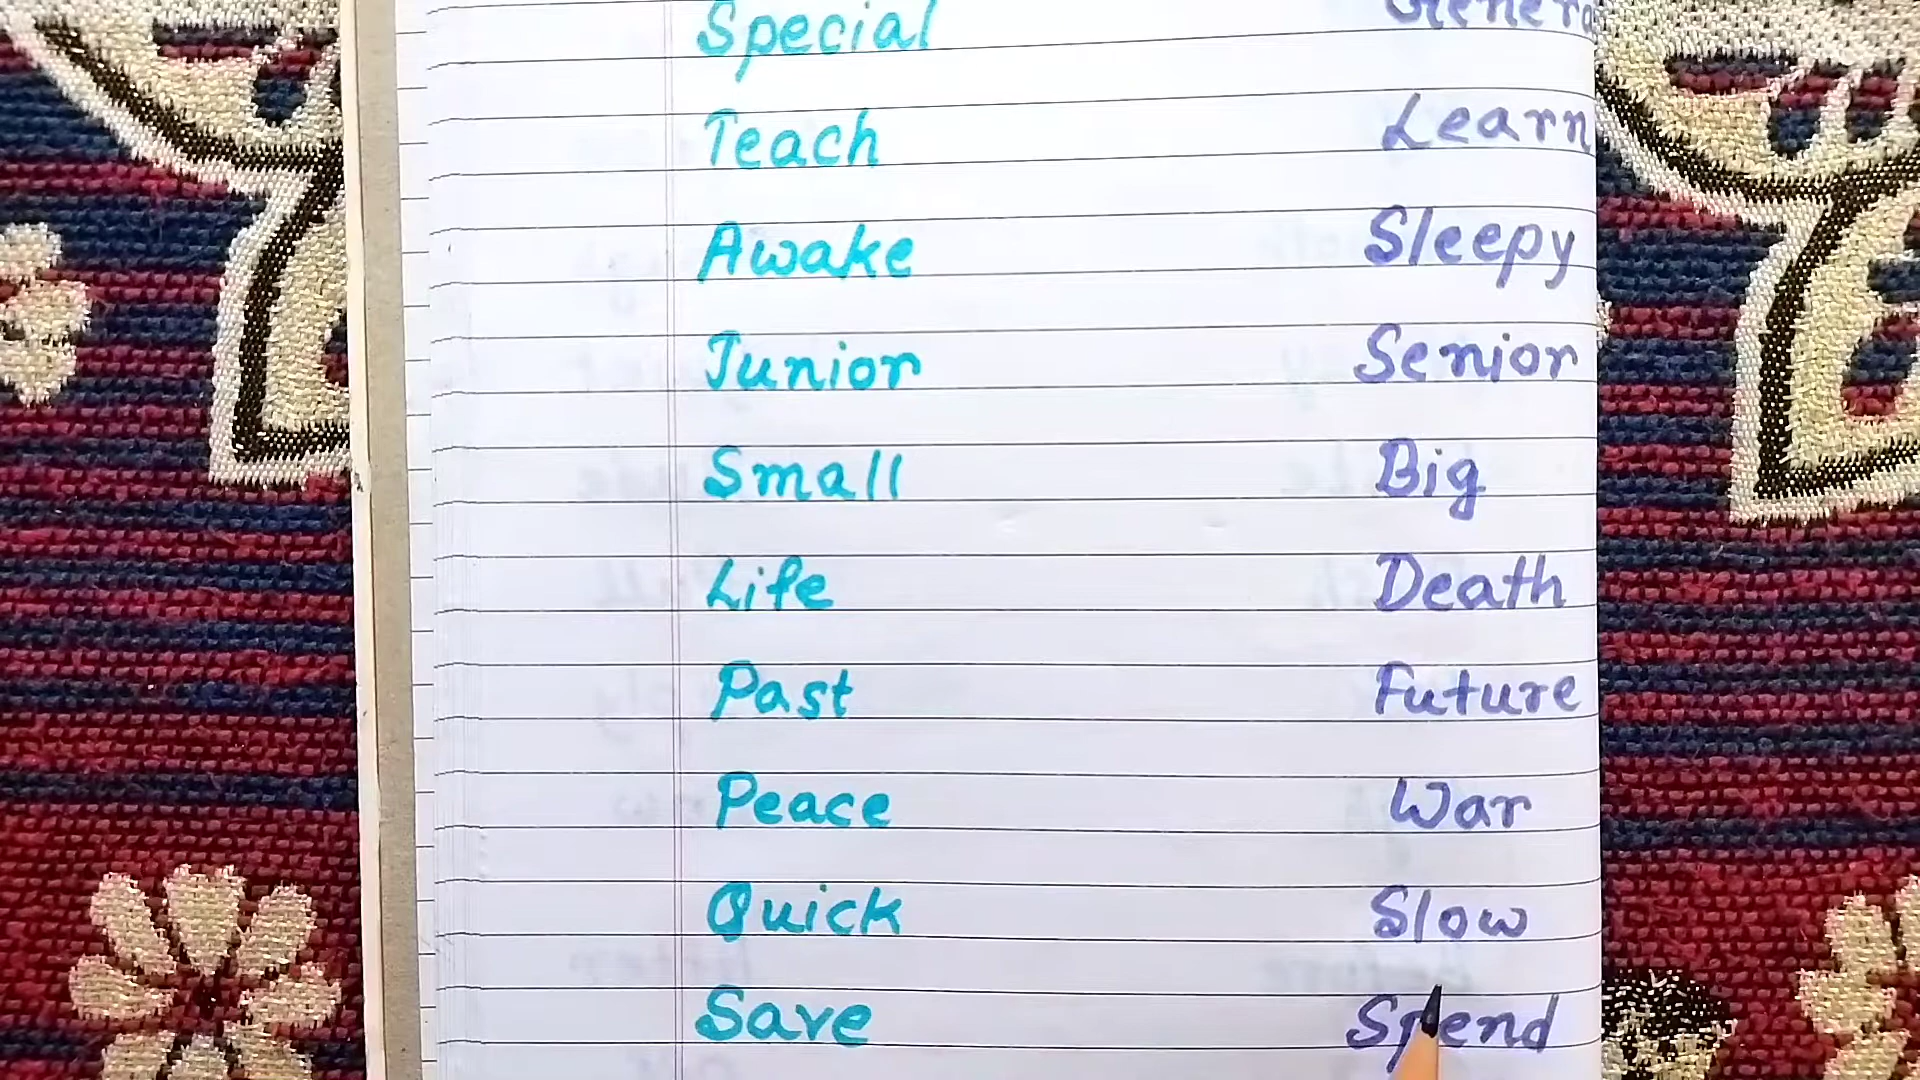 Special Genera
Teach Learn
Awake Sleepy
Junior Senior
Small Big
Life Death
Past Future
Peace War
Quick Slow
Save Spend